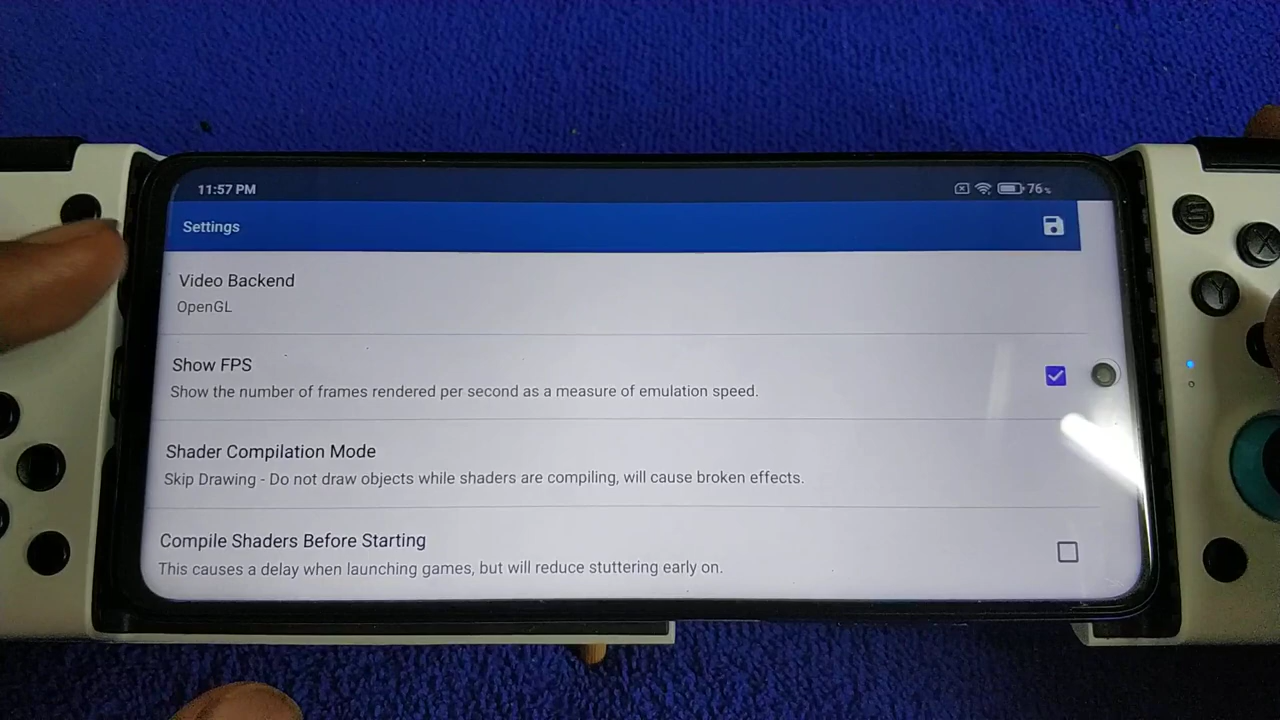 11:57 PM
76%
Settings
Video Backend
OpenGL
Show FPS
Show the number of frames rendered per second as a measure of emulation speed.
Shader Compilation Mode
Skip Drawing - Do not draw objects while shaders are compiling, will cause broken effects.
Compile Shaders Before Starting
This causes a delay when launching games, but will reduce stuttering early on.
S
X
Y